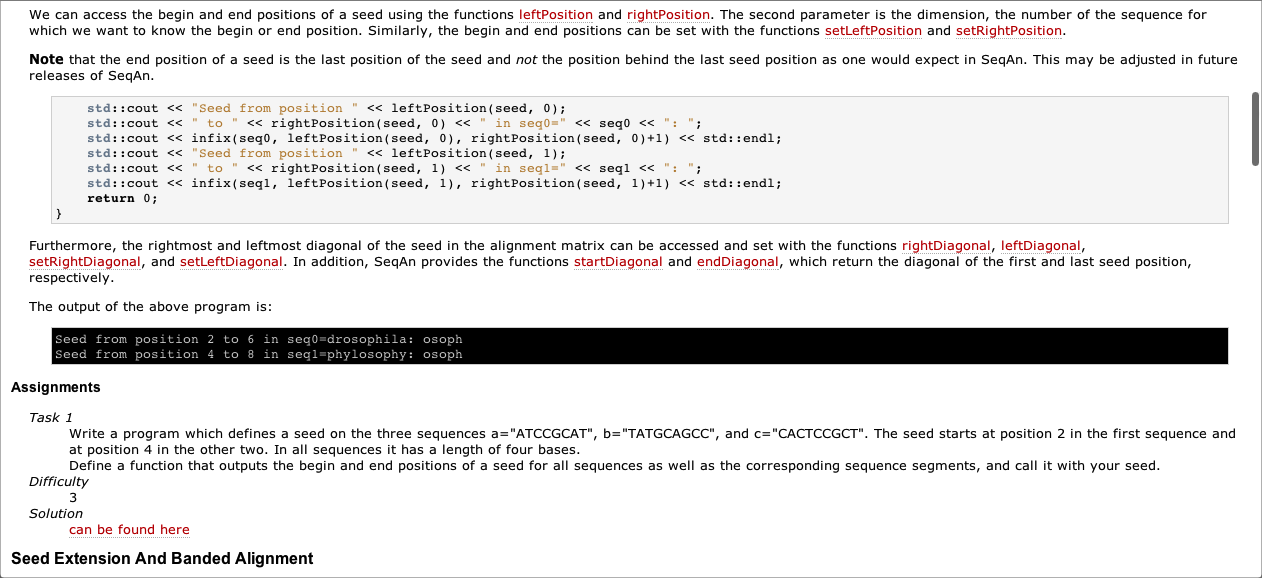 We can access the begin and end positions of a seed using the functions leftPosition and rightPosition. The second parameter is the dimension, the number of the sequence for
which we want to know the begin or end position. Similarly, the begin and end positions can be set with the functions setLeftPosition and setRightPosition.
Note that the end position of a seed is the last position of the seed and not the position behind the last seed position as one would expect in SeqAn. This may be adjusted in future
releases of SeqAn.
std::cout << "Seed from position " << leftPosition(seed, 0);
std::cout << " to " << rightPosition(seed, 0) << " in seq0=" << seq0 << ": ";
std::cout << infix(seq0, leftPosition(seed, 0), rightPosition(seed, 0)+1) << std::endl;
std::cout << "Seed from position " << leftPosition(seed, 1);
std::cout << " to " << rightPosition(seed, 1) << " in seq1=" << seq1 << ": ";
std::cout << infix(seq1, leftPosition(seed, 1), rightPosition(seed, 1)+1) << std::endl;
return 0;
}
Furthermore, the rightmost and leftmost diagonal of the seed in the alignment matrix can be accessed and set with the functions rightDiagonal, leftDiagonal,
setRightDiagonal, and setLeftDiagonal. In addition, SeqAn provides the functions startDiagonal and endDiagonal, which return the diagonal of the first and last seed position,
respectively.
The output of the above program is:
Seed from position 2 to 6 in seq0=drosophila: osoph
Seed from position 4 to 8 in seq1=phylosophy: osoph
Assignments
Task 1
Write a program which defines a seed on the three sequences a="ATCCGCAT", b="TATGCAGCC", and c="CACTCCGCT". The seed starts at position 2 in the first sequence and
at position 4 in the other two. In all sequences it has a length of four bases.
Define a function that outputs the begin and end positions of a seed for all sequences as well as the corresponding sequence segments, and call it with your seed.
Difficulty
3
Solution
can be found here
Seed Extension And Banded Alignment